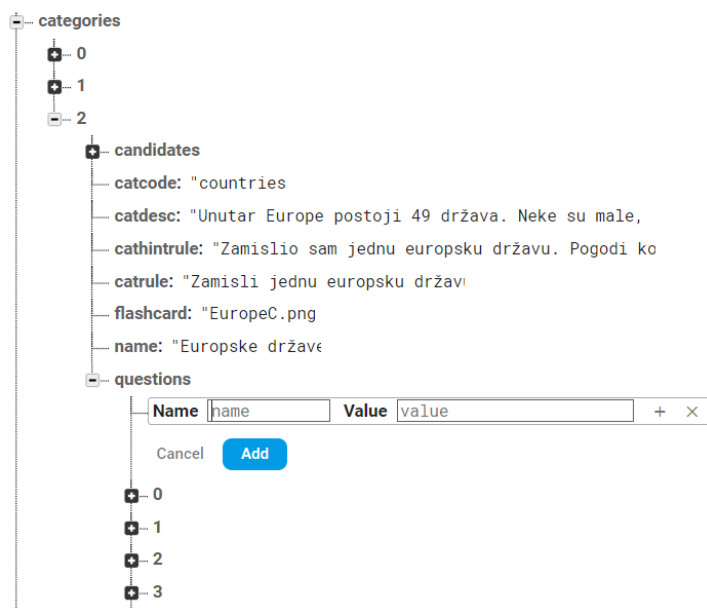 categories
0
1
2
candidates
catcode: "countries
catdesc: "Unutar Europe postoji 49 država. Neke su male,
cathintrule: "Zamislio sam jednu europsku državu. Pogodi ko
catrule: "Zamisli jednu europsku držav
flashcard: "EuropeC.png
name: "Europske države
questions
Name name Value value + ×
Cancel Add
0
1
2
3